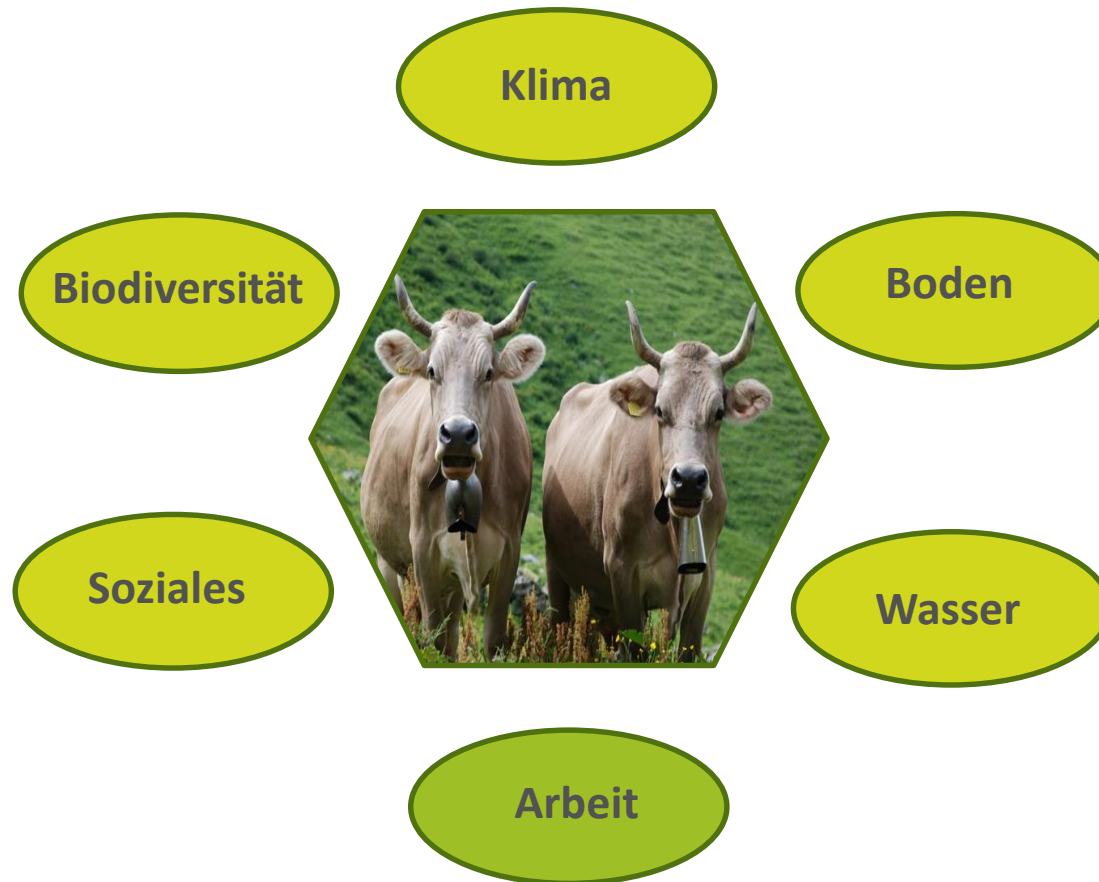 Klima
Biodiversität
Boden
Soziales
Wasser
Arbeit